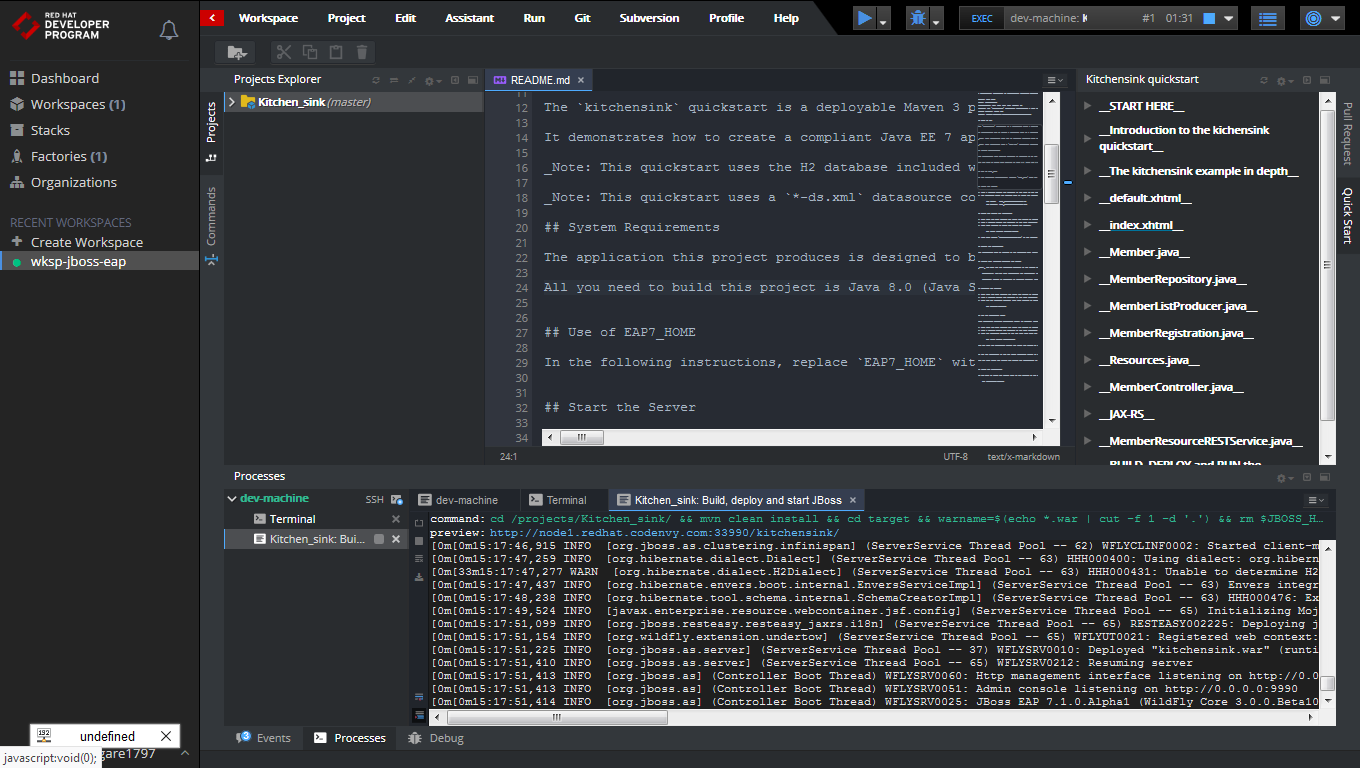 RED HAT
DEVELOPER
PROGRAM
Dashboard
Workspaces (1)
Stacks
Factories (1)
Organizations
RECENT WORKSPACES
Create Workspace
wksp-jboss-eap
Workspace Project Edit Assistant Run Git Subversion Profile Help
EXEC dev-machine: K #1 01:31
Projects
Commands
Projects Explorer
Kitchen_sink (master)
README.md
11
12 The `kitchensink` quickstart is a deployable Maven 3 p
13
14 It demonstrates how to create a compliant Java EE 7 ap
15
16 _Note: This quickstart uses the H2 database included w
17
18 _Note: This quickstart uses a `*-ds.xml` datasource co
19
20 ## System Requirements
21
22 The application this project produces is designed to b
23
24 All you need to build this project is Java 8.0 (Java S
25
26
27 ## Use of EAP7_HOME
28
29 In the following instructions, replace `EAP7_HOME` wit
30
31
32 ## Start the Server
33
34
24:1 UTF-8 text/x-markdown
Kitchensink quickstart
__START HERE__
__Introduction to the kichensink
quickstart__
__The kitchensink example in depth__
__default.xhtml__
__index.xhtml__
__Member.java__
__MemberRepository.java__
__MemberListProducer.java__
__MemberRegistration.java__
__Resources.java__
__MemberController.java__
__JAX-RS__
__MemberResourceRESTService.java__
BUILD, DEPLOY and RUN the
Pull Request
Quick Start
Processes
dev-machine SSH
Terminal
Kitchen_sink: Bui...
dev-machine Terminal Kitchen_sink: Build, deploy and start JBoss
command: cd /projects/Kitchen_sink/ && mvn clean install && cd target && warname=$(echo *.war | cut -f 1 -d '.') && rm $JBOSS_H...
preview: http://node1.redhat.codenvy.com:33990/kitchensink/
[0m[0m15:17:46,915 INFO [org.jboss.as.clustering.infinispan] (ServerService Thread Pool -- 62) WFLYCLINF0002: Started client-m
[0m[0m15:17:47,259 INFO [org.hibernate.dialect.Dialect] (ServerService Thread Pool -- 63) HHH000400: Using dialect: org.hiber
[0m[33m15:17:47,277 WARN [org.hibernate.dialect.H2Dialect] (ServerService Thread Pool -- 63) HHH000431: Unable to determine H2
[0m[0m15:17:47,437 INFO [org.hibernate.envers.boot.internal.EnversServiceImpl] (ServerService Thread Pool -- 63) Envers integr
[0m[0m15:17:48,238 INFO [org.hibernate.tool.schema.internal.SchemaCreatorImpl] (ServerService Thread Pool -- 63) HHH000476: Ex
[0m[0m15:17:49,524 INFO [javax.enterprise.resource.webcontainer.jsf.config] (ServerService Thread Pool -- 65) Initializing Moj
[0m[0m15:17:51,099 INFO [org.jboss.resteasy.resteasy_jaxrs.i18n] (ServerService Thread Pool -- 65) RESTEASY002225: Deploying j
[0m[0m15:17:51,154 INFO [org.wildfly.extension.undertow] (ServerService Thread Pool -- 65) WFLYUT0021: Registered web context:
[0m[0m15:17:51,225 INFO [org.jboss.as.server] (ServerService Thread Pool -- 37) WFLYSRV0010: Deployed "kitchensink.war" (runti
[0m[0m15:17:51,410 INFO [org.jboss.as.server] (ServerService Thread Pool -- 65) WFLYSRV0212: Resuming server
[0m[0m15:17:51,413 INFO [org.jboss.as] (Controller Boot Thread) WFLYSRV0060: Http management interface listening on http://0.0
[0m[0m15:17:51,413 INFO [org.jboss.as] (Controller Boot Thread) WFLYSRV0051: Admin console listening on http://0.0.0.0:9990
[0m[0m15:17:51,414 INFO [org.jboss.as] (Controller Boot Thread) WFLYSRV0025: JBoss EAP 7.1.0.Alpha1 (WildFly Core 3.0.0.Beta10
3 Events Processes Debug
192 undefined
javascript:void(0); gare1797